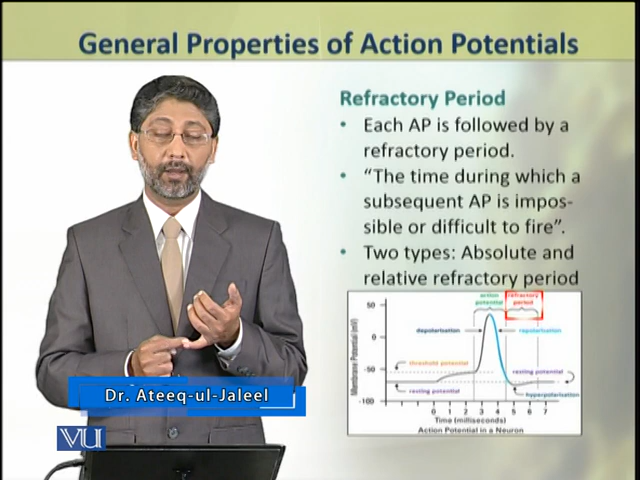 General Properties of Action Potentials
Refractory Period
• Each AP is followed by a
refractory period.
• “The time during which a
subsequent AP is impos-
sible or difficult to fire”.
• Two types: Absolute and
relative refractory period
action
potential
refractory
period
50
depolarisation
repolarisation
0
Membrane Potential (mV)
threshold potential
-50
resting potential
resting potential
hyperpolarisation
-100
0 1 2 3 4 5 6 7
Time (milliseconds)
Action Potential in a Neuron
Dr. Ateeq-ul-Jaleel
VU